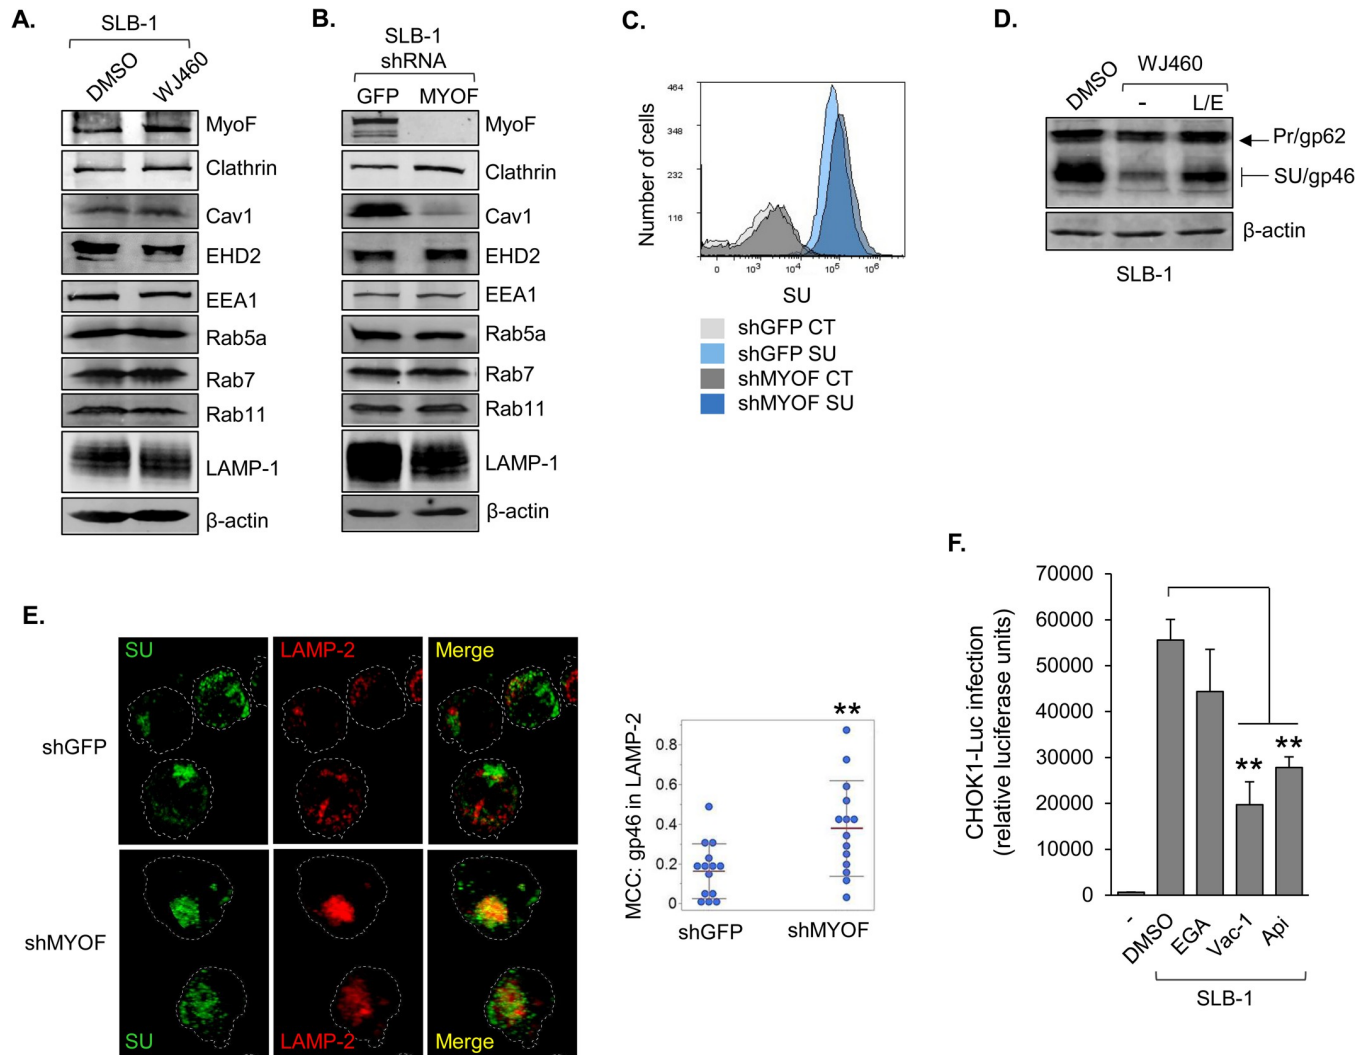 A.
SLB-1
DMSO
WJ460
MyoF
Clathrin
Cav1
EHD2
EEA1
Rab5a
Rab7
Rab11
LAMP-1
β-actin
B.
SLB-1
shRNA
GFP MYOF
MyoF
Clathrin
Cav1
EHD2
EEA1
Rab5a
Rab7
Rab11
LAMP-1
β-actin
C.
Number of cells
464
348
232
116
0 10³ 10⁴ 10⁵ 10⁶
SU
shGFP CT
shGFP SU
shMYOF CT
shMYOF SU
D.
WJ460
DMSO - L/E
Pr/gp62
SU/gp46
β-actin
SLB-1
E.
SU LAMP-2 Merge
shGFP
shMYOF
SU LAMP-2 Merge
MCC: gp46 in LAMP-2
**
0.8
0.6
0.4
0.2
0
shGFP shMYOF
F.
CHOK1-Luc infection
(relative luciferase units)
70000
60000
50000
40000
30000
20000
10000
0
** **
- DMSO EGA Vac-1 Api
SLB-1